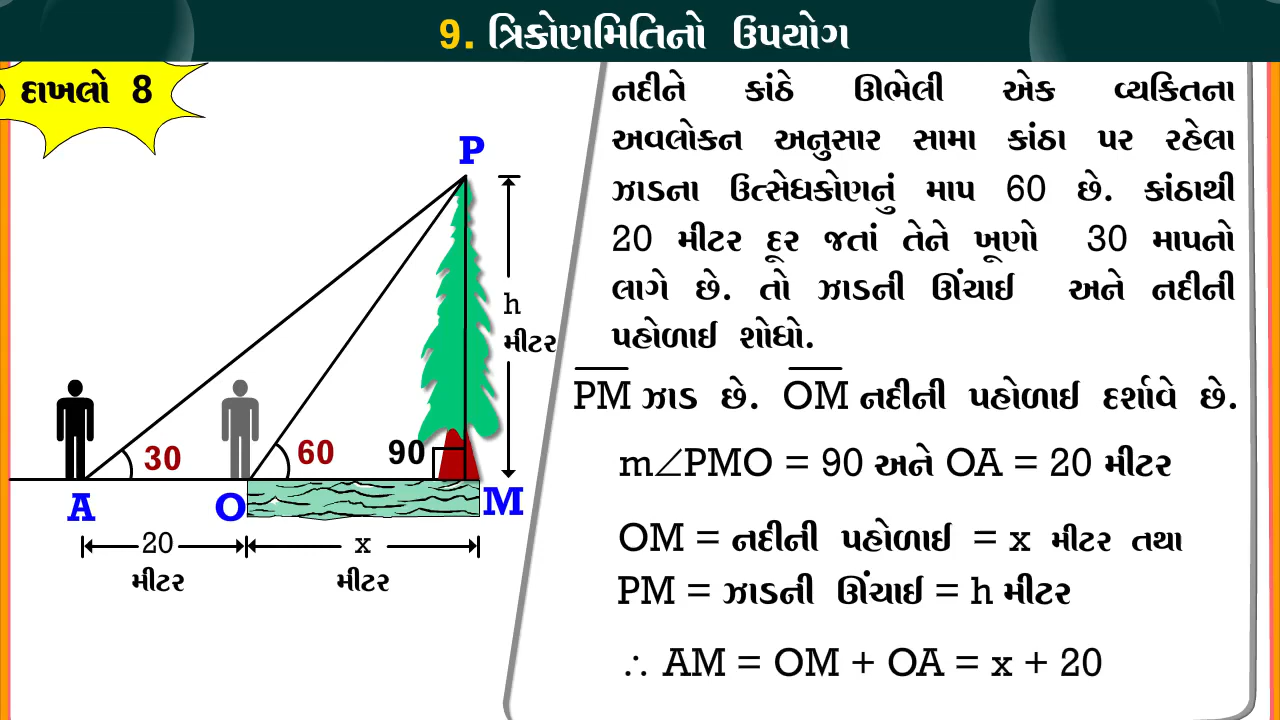 9. ત્રિકોણમિતિનો ઉપયોગ
દાખલો 8
નદીને કાંઠે ઊભેલી એક વ્યકિતના
અવલોકન અનુસાર સામા કાંઠા પર રહેલા
ઝાડના ઉત્સેધકોણનું માપ 60 છે. કાંઠાથી
20 મીટર દૂર જતાં તેને ખૂણો 30 માપનો
લાગે છે. તો ઝાડની ઊંચાઈ અને નદીની
પહોળાઈ શોધો.
P
h
મીટર
30
60
90
A
O
M
20
મીટર
x
મીટર
P̅M̅ ઝાડ છે. O̅M̅ નદીની પહોળાઈ દર્શાવે છે.
m∠PMO = 90 અને OA = 20 મીટર
OM = નદીની પહોળાઈ = x મીટર તથા
PM = ઝાડની ઊંચાઈ = h મીટર
∴ AM = OM + OA = x + 20